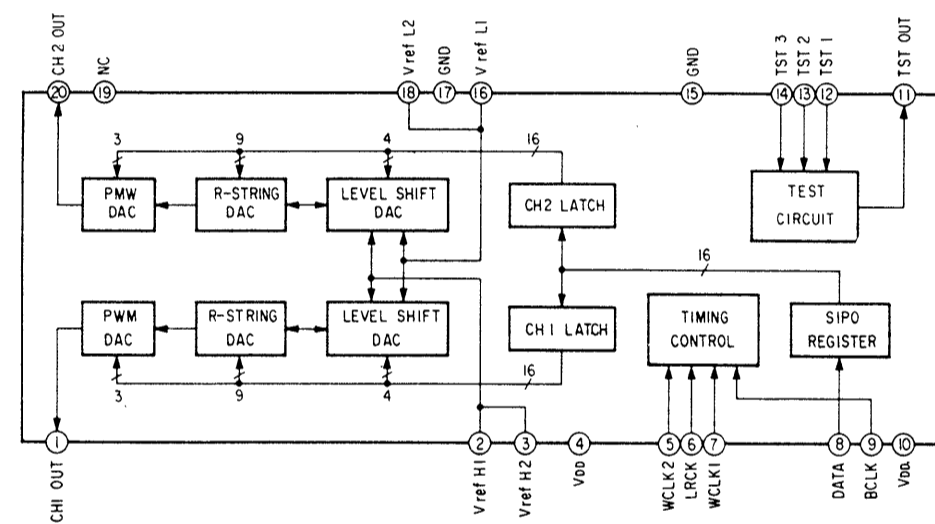 CH 2 OUT
NC
Vref L2
GND
Vref L1
GND
TST 3
TST 2
TST 1
TST OUT
20
19
18
17
16
15
14
13
12
11
3
9
4
16
PMW
DAC
R-STRING
DAC
LEVEL SHIFT
DAC
CH2 LATCH
TEST
CIRCUIT
16
PWM
DAC
R-STRING
DAC
LEVEL SHIFT
DAC
CH1 LATCH
TIMING
CONTROL
SIPO
REGISTER
3
9
4
16
1
2
3
4
5
6
7
8
9
10
CH1 OUT
Vref H1
Vref H2
VDD
WCLK2
LRCK
WCLK1
DATA
BCLK
VDD